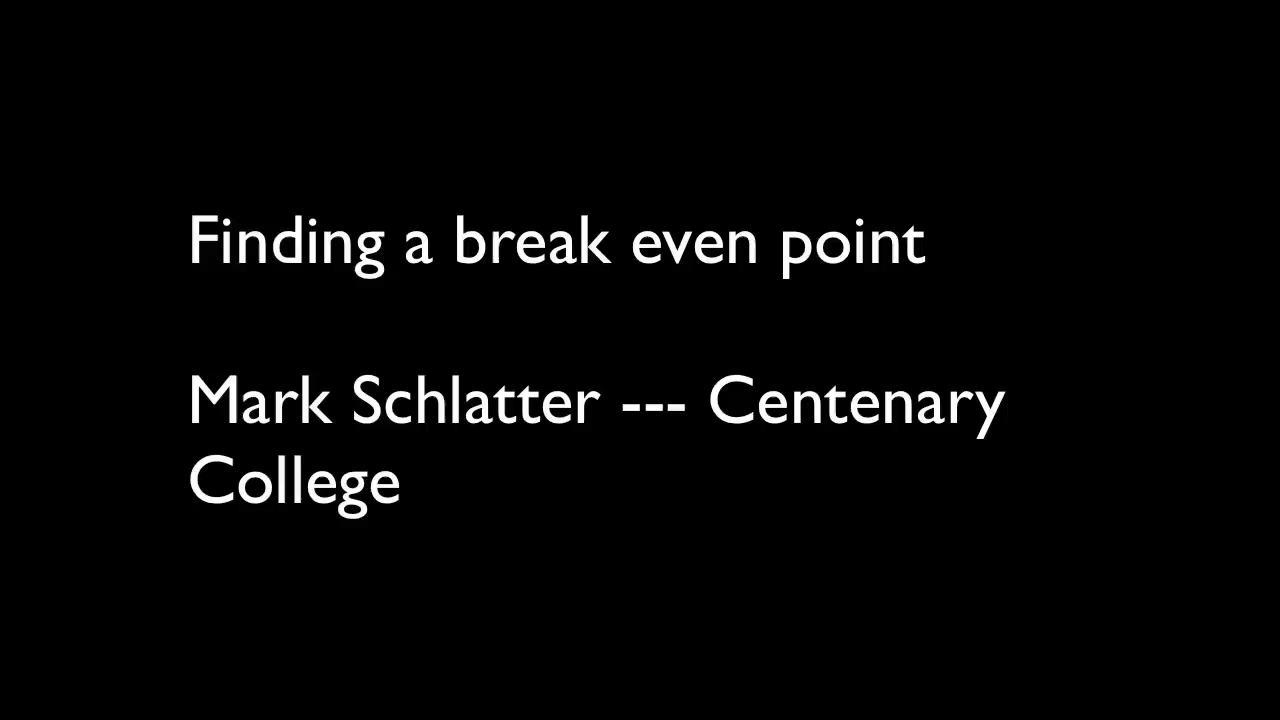 Finding a break even point
Mark Schlatter --- Centenary
College